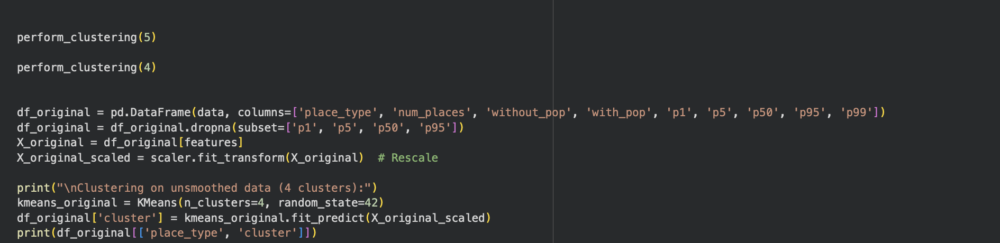 perform_clustering(5)
perform_clustering(4)
df_original = pd.DataFrame(data, columns=['place_type', 'num_places', 'without_pop', 'with_pop', 'p1', 'p5', 'p50', 'p95', 'p99'])
df_original = df_original.dropna(subset=['p1', 'p5', 'p50', 'p95'])
X_original = df_original[features]
X_original_scaled = scaler.fit_transform(X_original)  # Rescale
print("\nClustering on unsmoothed data (4 clusters):")
kmeans_original = KMeans(n_clusters=4, random_state=42)
df_original['cluster'] = kmeans_original.fit_predict(X_original_scaled)
print(df_original[['place_type', 'cluster']])